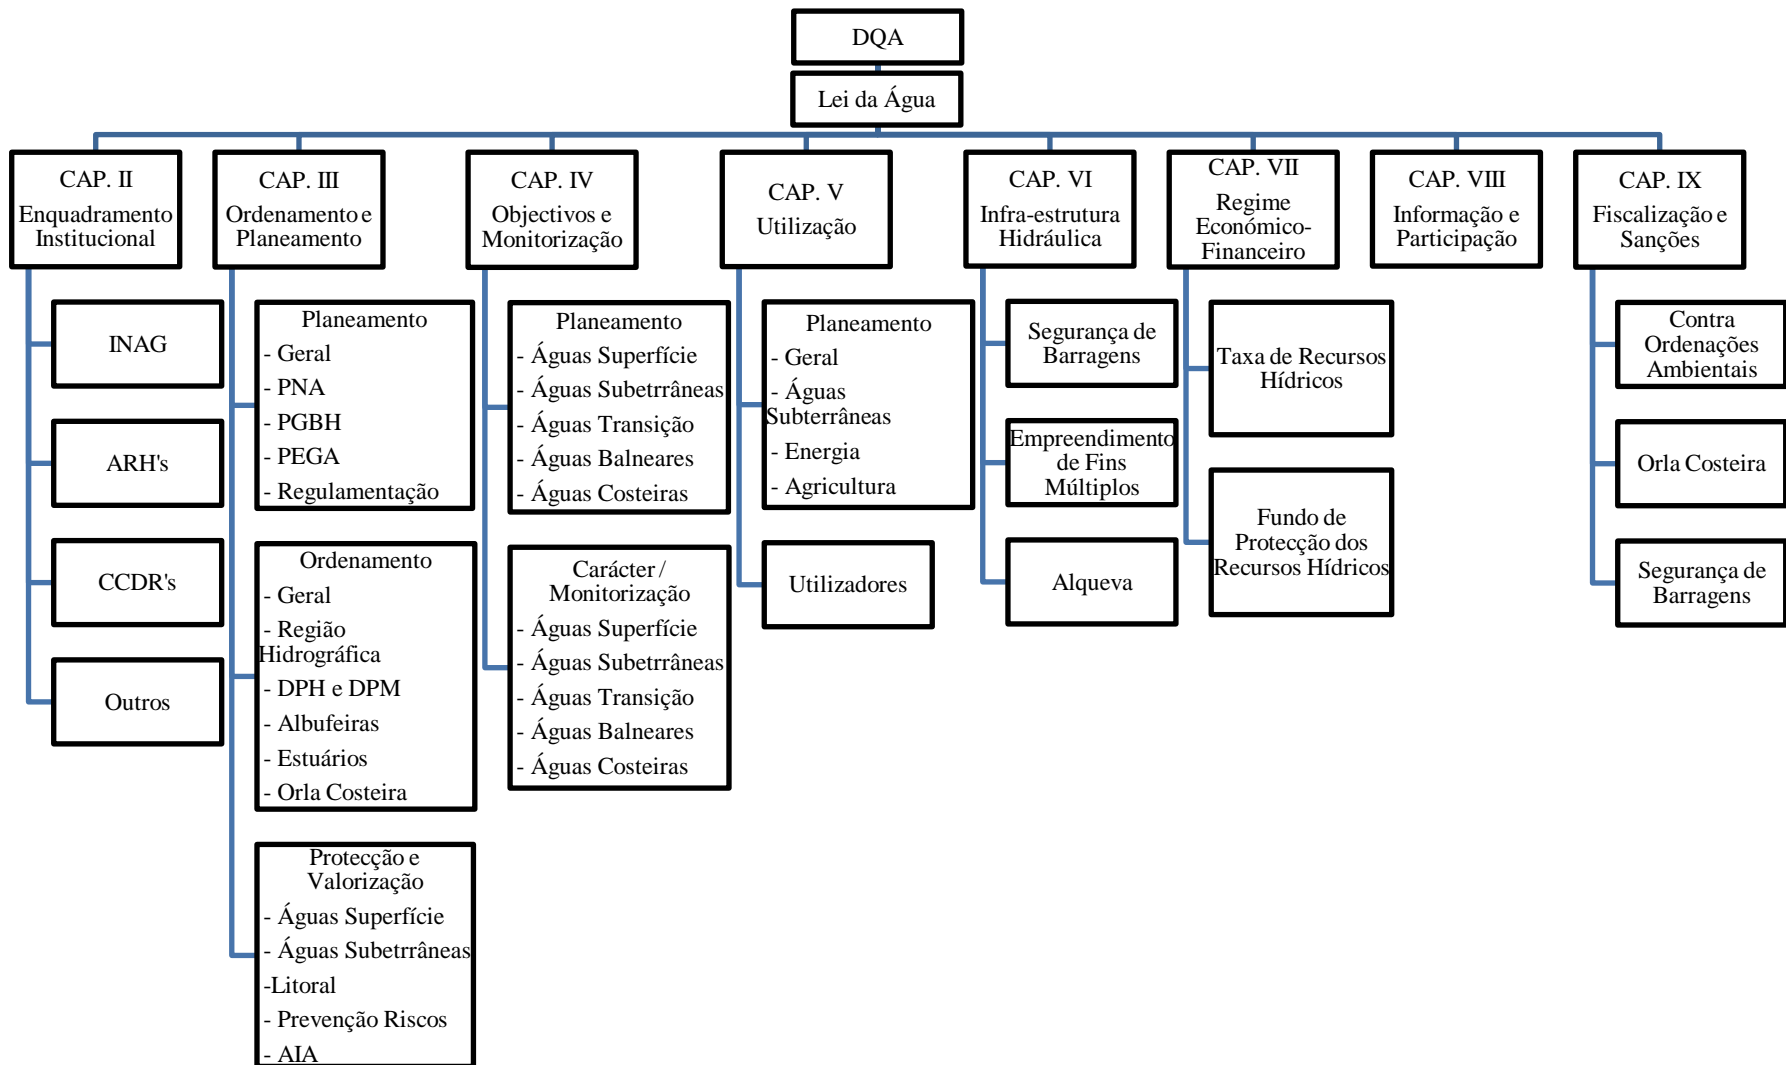 DQA
Lei da Água
CAP. II
Enquadramento
Institucional
INAG
ARH's
CCDR's
Outros
CAP. III
Ordenamento e
Planeamento
Planeamento
- Geral
- PNA
- PGBH
- PEGA
- Regulamentação
Ordenamento
- Geral
- Região
Hidrográfica
- DPH e DPM
- Albufeiras
- Estuários
- Orla Costeira
Protecção e
Valorização
- Águas Superfície
- Águas Subetrrâneas
-Litoral
- Prevenção Riscos
- AIA
CAP. IV
Objectivos e
Monitorização
Planeamento
- Águas Superfície
- Águas Subetrrâneas
- Águas Transição
- Águas Balneares
- Águas Costeiras
Carácter /
Monitorização
- Águas Superfície
- Águas Subetrrâneas
- Águas Transição
- Águas Balneares
- Águas Costeiras
CAP. V
Utilização
Planeamento
- Geral
- Águas
Subterrâneas
- Energia
- Agricultura
Utilizadores
CAP. VI
Infra-estrutura
Hidráulica
Segurança de
Barragens
Empreendimento
de Fins
Múltiplos
Alqueva
CAP. VII
Regime
Económico-
Financeiro
Taxa de Recursos
Hídricos
Fundo de
Protecção dos
Recursos Hídricos
CAP. VIII
Informação e
Participação
CAP. IX
Fiscalização e
Sanções
Contra
Ordenações
Ambientais
Orla Costeira
Segurança de
Barragens